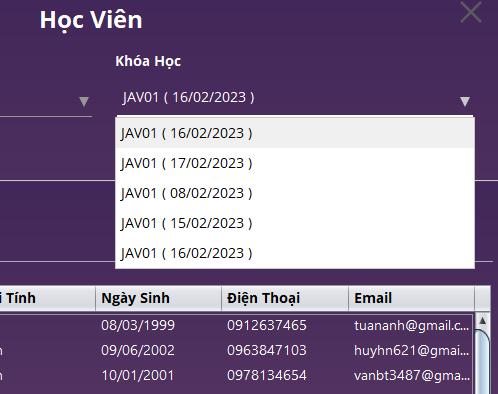 Học Viên
Khóa Học
JAV01 ( 16/02/2023 )
JAV01 ( 16/02/2023 )
JAV01 ( 17/02/2023 )
JAV01 ( 08/02/2023 )
JAV01 ( 15/02/2023 )
JAV01 ( 16/02/2023 )
i Tính Ngày Sinh Điện Thoại Email
08/03/1999 0912637465 tuananh@gmail.c...
n 09/06/2002 0963847103 huyhn621@gmai...
n 10/01/2001 0978134654 vanbt3487@gma...